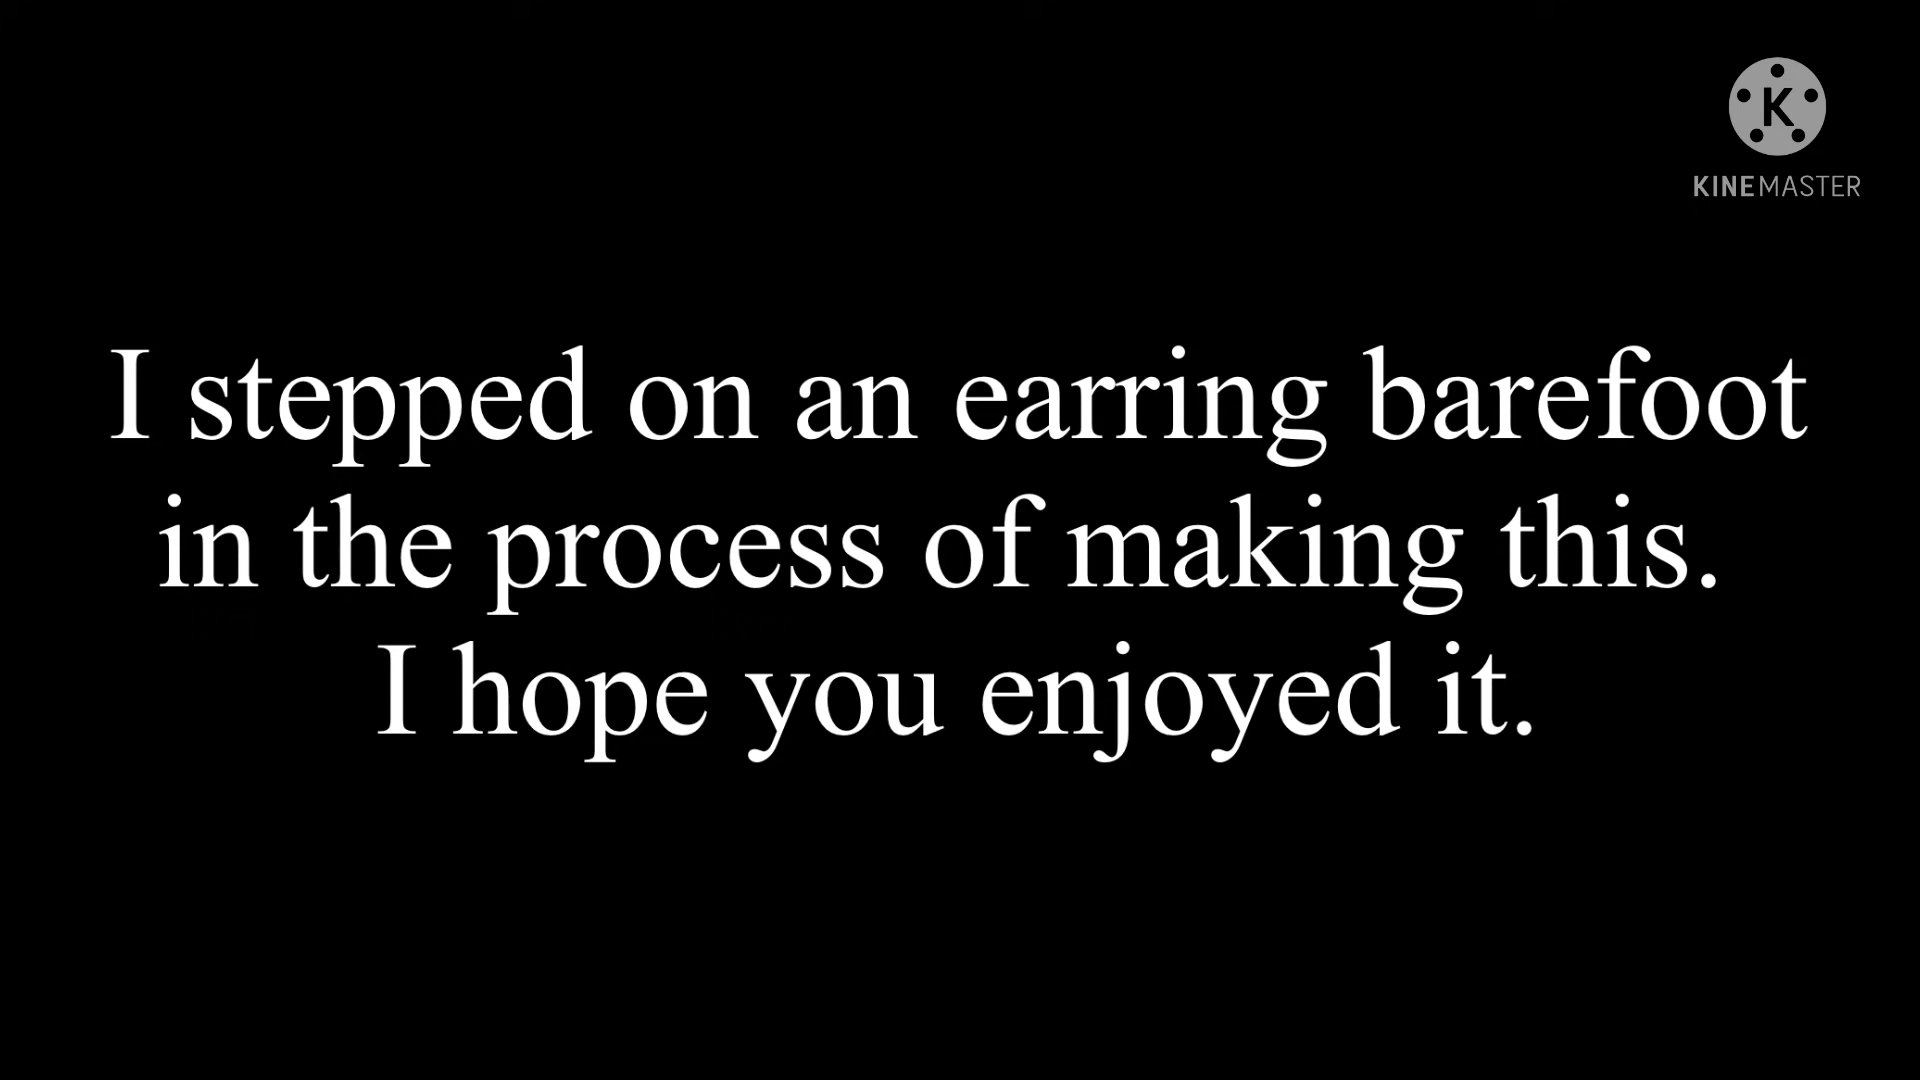 K
KINEMASTER
I stepped on an earring barefoot
in the process of making this.
I hope you enjoyed it.